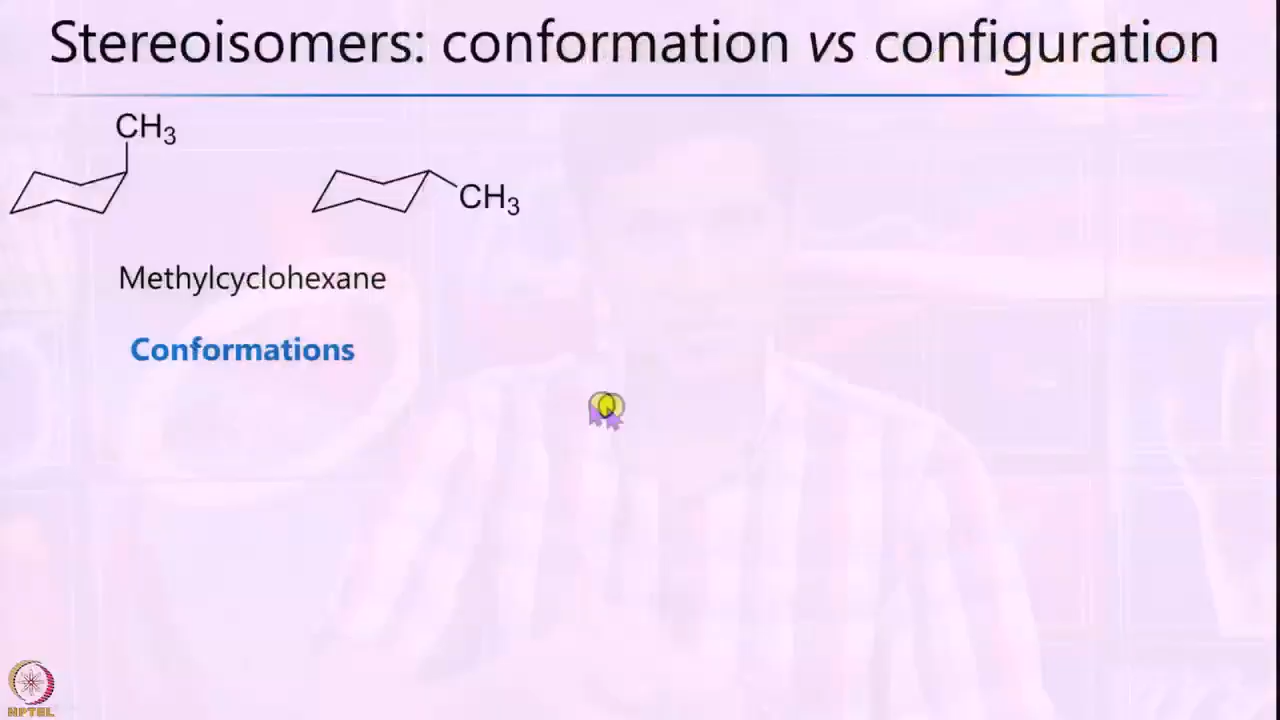 Stereoisomers: conformation vs configuration
CH3
CH3
Methylcyclohexane
Conformations
NPTEL